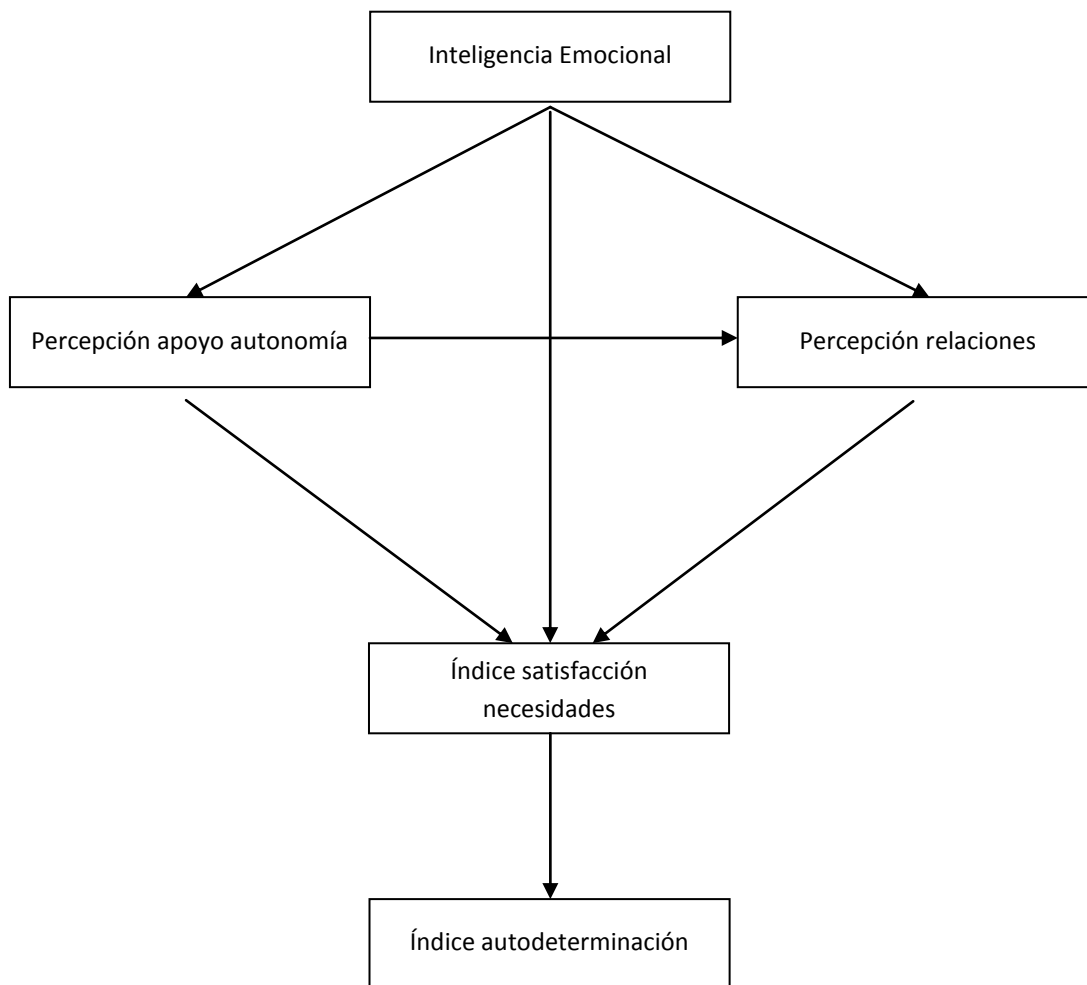 Inteligencia Emocional
Percepción apoyo autonomía
Percepción relaciones
Índice satisfacción
necesidades
Índice autodeterminación